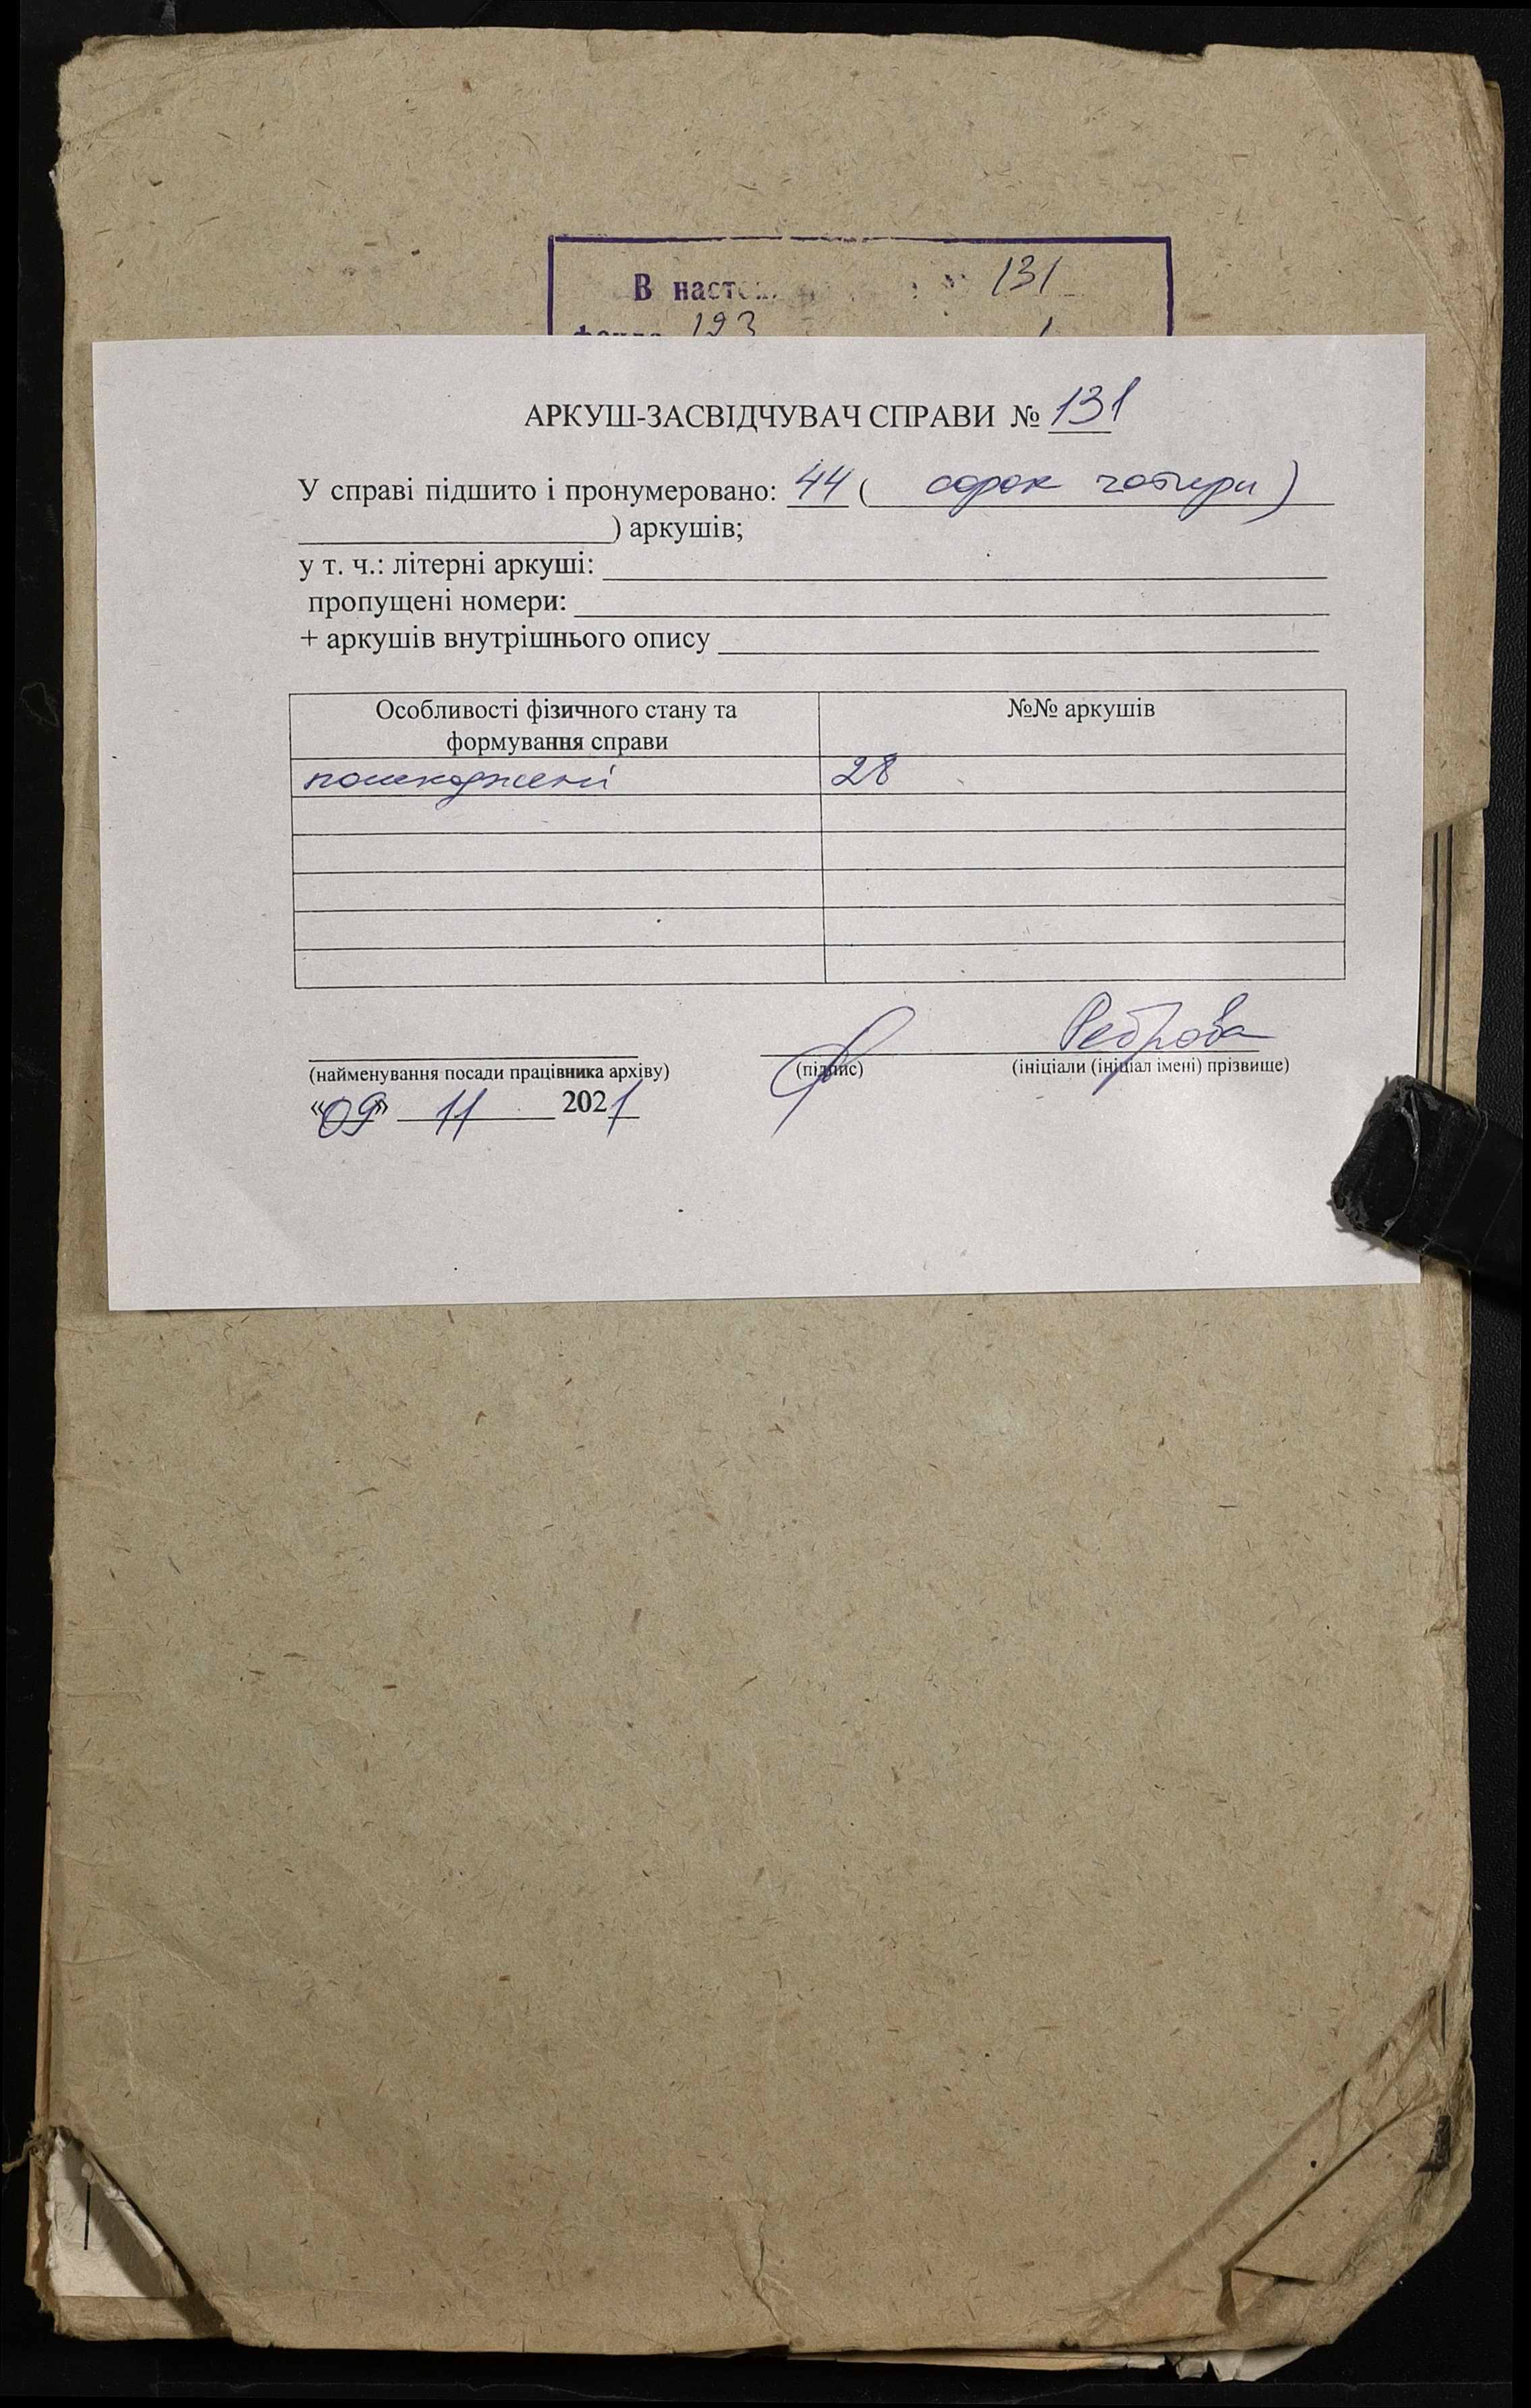 В 131
193 1
АРКУШ-ЗАСВІДЧУВАЧ СПРАВИ № 131
У справі підшито і пронумеровано: 44 ( сорок чотири )
) аркушів;
у т. ч.: літерні аркуші:
пропущені номери:
+ аркушів внутрішнього опису
Особливості фізичного стану та №№ аркушів
формування справи
пошкоджені 28
Реброва
(найменування посади працівника архіву) (підпис) (ініціали (ініціал імені) прізвище)
«09» 11 2021